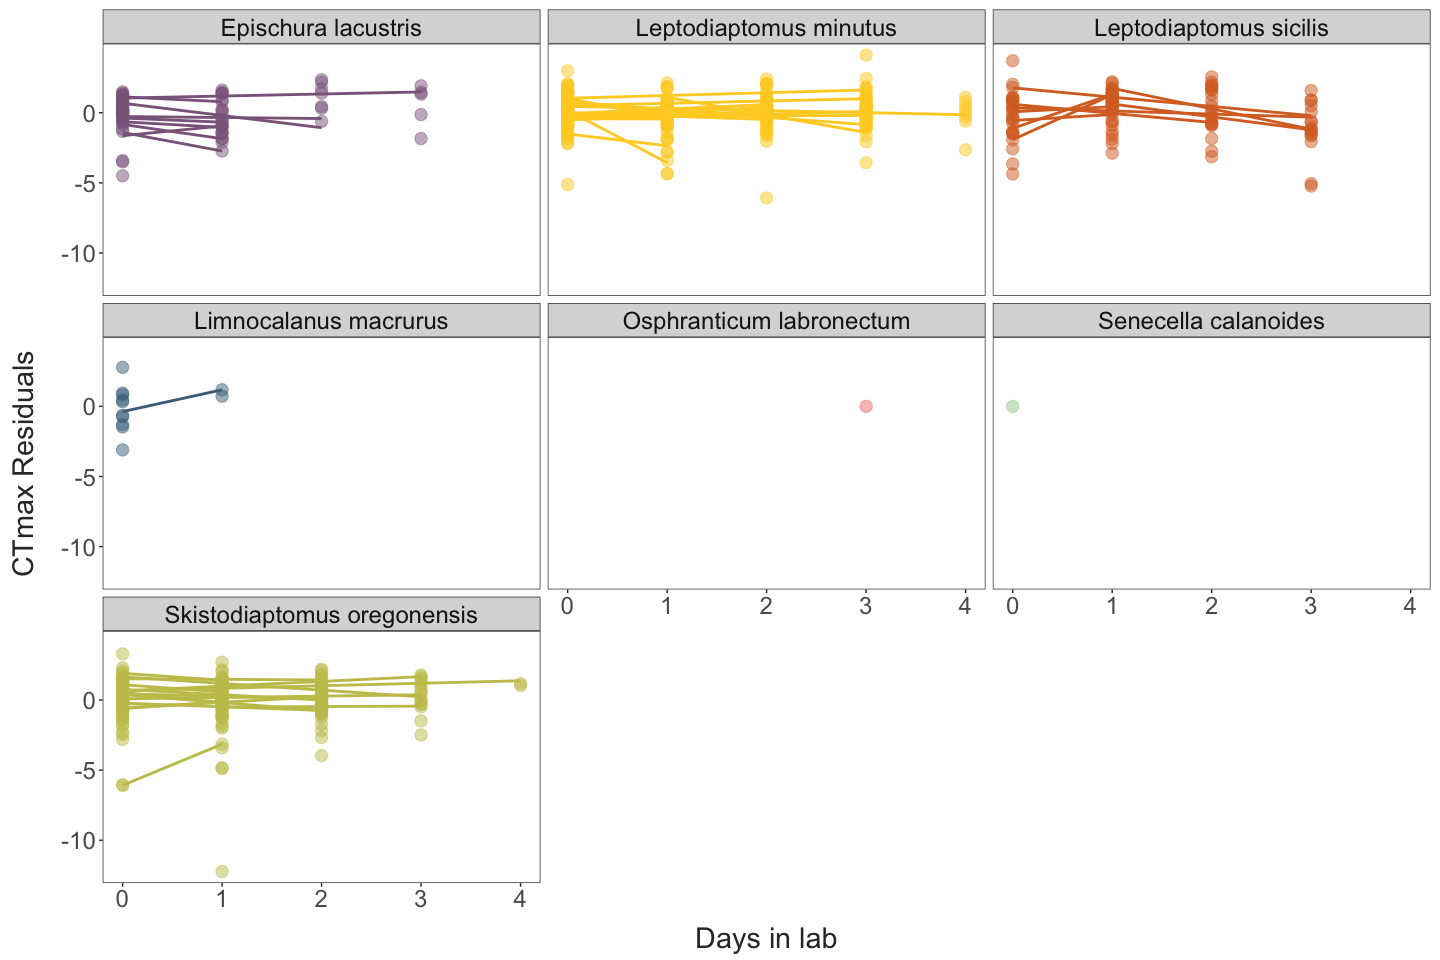 Epischura lacustris
Leptodiaptomus minutus
Leptodiaptomus sicilis
0
-5
-10
Limnocalanus macrurus
Osphranticum labronectum
Senecella calanoides
0
-5
-10
0 1 2 3 4
0 1 2 3 4
Skistodiaptomus oregonensis
0
-5
-10
0 1 2 3 4
CTmax Residuals
Days in lab